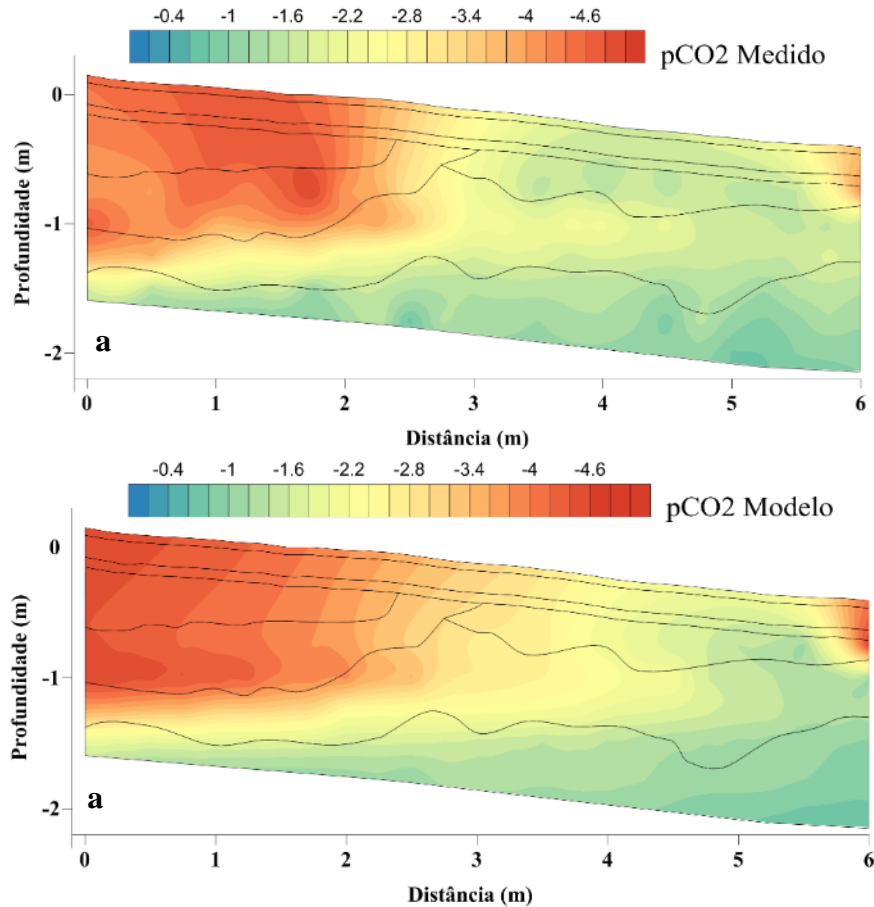 -0.4 -1 -1.6 -2.2 -2.8 -3.4 -4 -4.6
pCO2 Medido
0
-1
-2
Profundidade (m)
a
0 1 2 3 4 5 6
Distância (m)
-0.4 -1 -1.6 -2.2 -2.8 -3.4 -4 -4.6
pCO2 Modelo
0
-1
-2
Profundidade (m)
a
0 1 2 3 4 5 6
Distância (m)